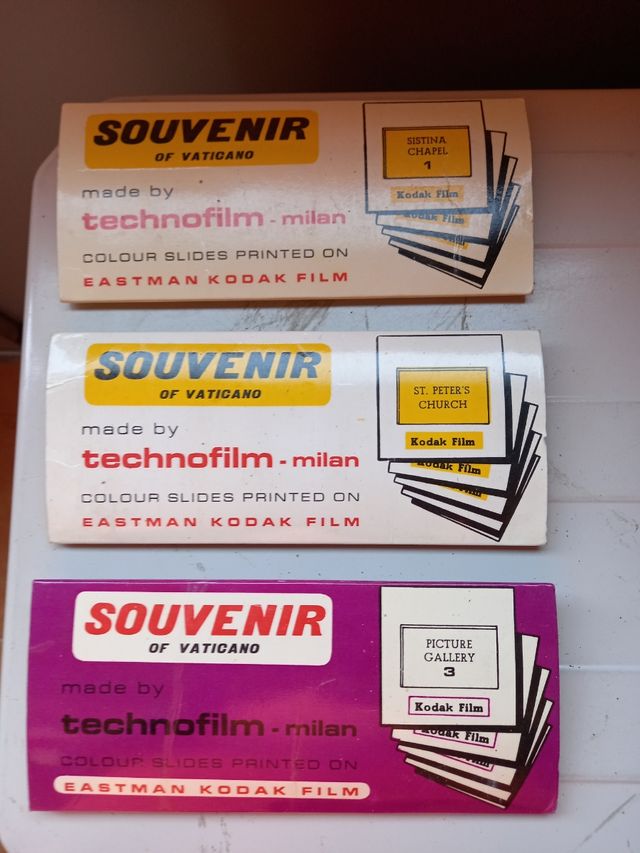 SOUVENIR
OF VATICANO
made by
technofilm - milan
COLOUR SLIDES PRINTED ON
EASTMAN KODAK FILM
SISTINA
CHAPEL
1
Kodak Film
Kodak Film
SOUVENIR
OF VATICANO
made by
technofilm - milan
COLOUR SLIDES PRINTED ON
EASTMAN KODAK FILM
ST. PETER'S
CHURCH
Kodak Film
Kodak Film
SOUVENIR
OF VATICANO
made by
technofilm - milan
COLOUR SLIDES PRINTED ON
EASTMAN KODAK FILM
PICTURE
GALLERY
3
Kodak Film
Kodak Film